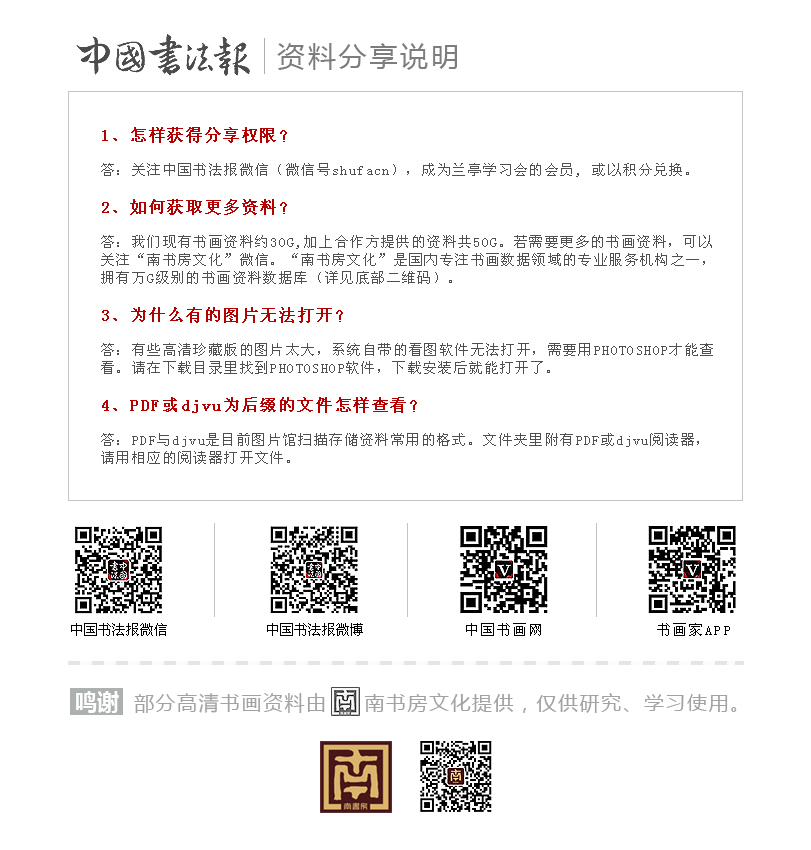 中國書法報 资料分享说明
1、怎样获得分享权限？
答：关注中国书法报微信（微信号shufacn），成为兰亭学习会的会员，或以积分兑换。
2、如何获取更多资料？
答：我们现有书画资料约30G,加上合作方提供的资料共50G。若需要更多的书画资料，可以
关注“南书房文化”微信。“南书房文化”是国内专注书画数据领域的专业服务机构之一，
拥有万G级别的书画资料数据库（详见底部二维码）。
3、为什么有的图片无法打开？
答：有些高清珍藏版的图片太大，系统自带的看图软件无法打开，需要用PHOTOSHOP才能查
看。请在下载目录里找到PHOTOSHOP软件，下载安装后就能打开了。
4、PDF或djvu为后缀的文件怎样查看？
答：PDF与djvu是目前图片馆扫描存储资料常用的格式。文件夹里附有PDF或djvu阅读器，
请用相应的阅读器打开文件。
中国书法报微信 中国书法报微博 中国书画网 书画家APP
鸣谢 部分高清书画资料由 南书房文化提供，仅供研究、学习使用。
南書房